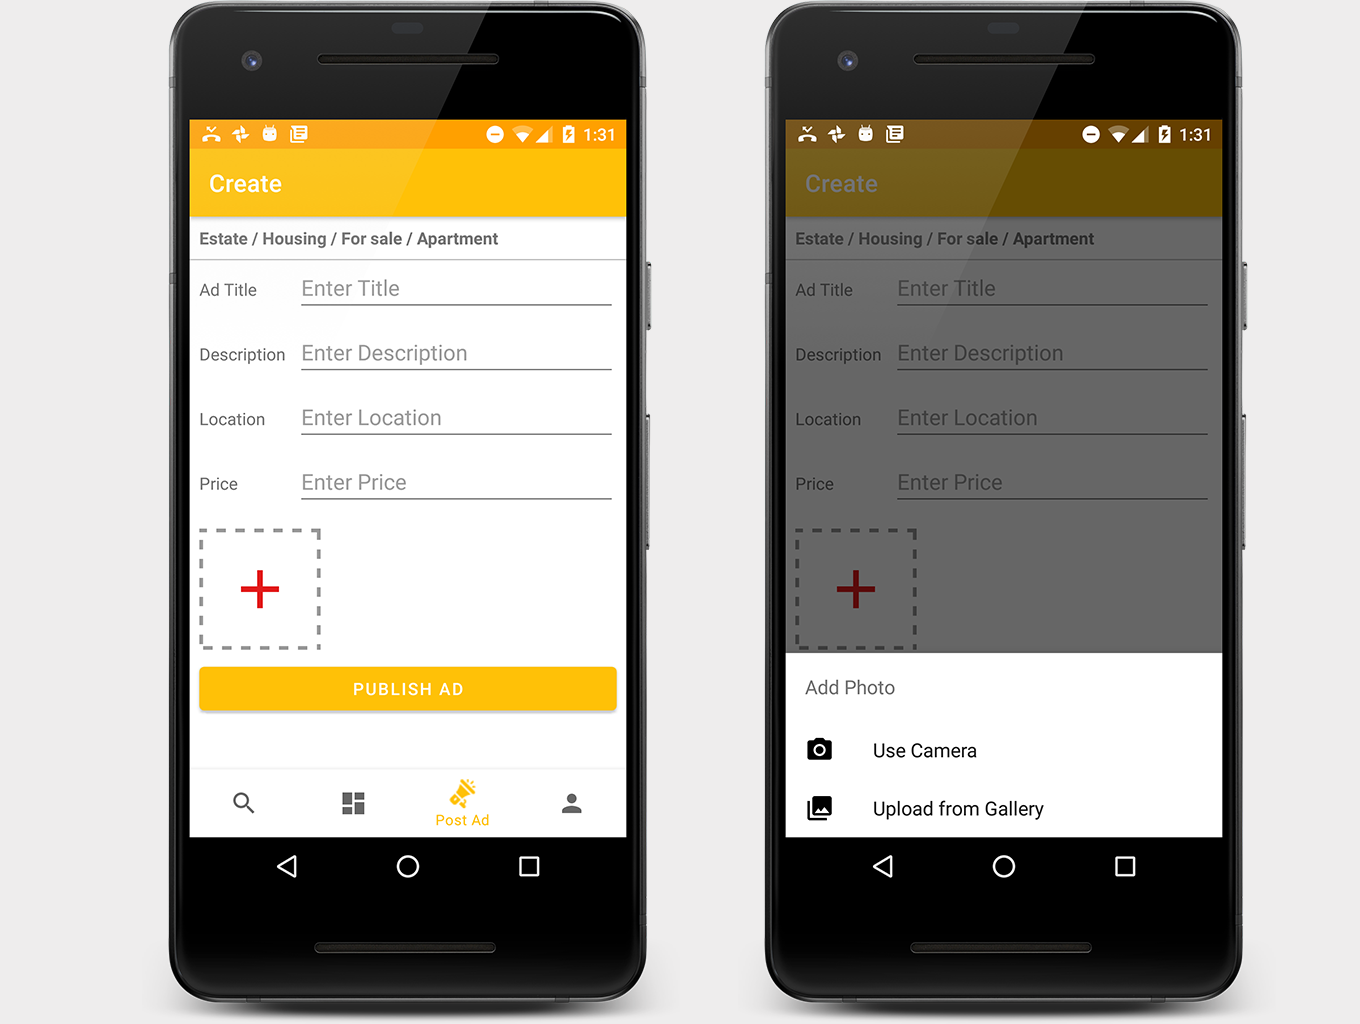 1:31
Create
Estate / Housing / For sale / Apartment
Ad Title Enter Title
Description Enter Description
Location Enter Location
Price Enter Price
PUBLISH AD
Post Ad
1:31
Create
Estate / Housing / For sale / Apartment
Ad Title Enter Title
Description Enter Description
Location Enter Location
Price Enter Price
Add Photo
Use Camera
Upload from Gallery